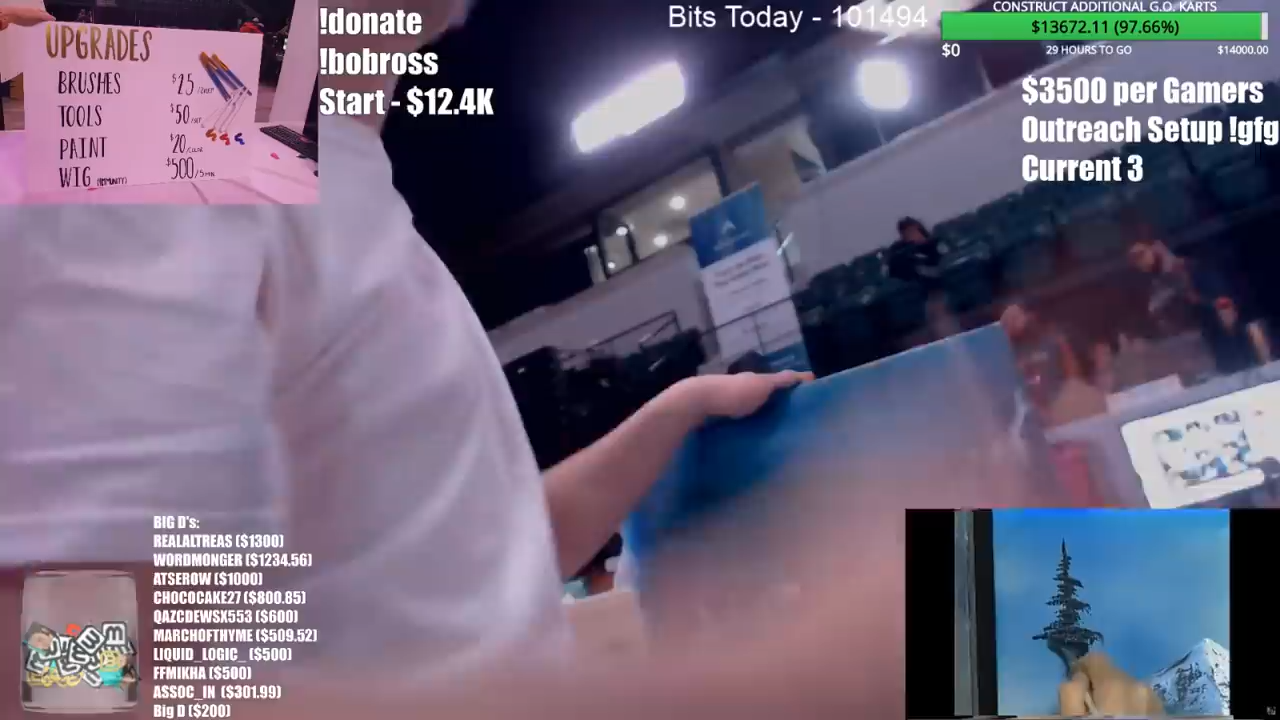 UPGRADES
BRUSHES $25
TOOLS $50
PAINT $20
WIG $500
!donate
!bobross
Start - $12.4K
Bits Today - 101494
CONSTRUCT ADDITIONAL G.O. KARTS
$13672.11 (97.66%)
$0 29 HOURS TO GO $14000.00
$3500 per Gamers
Outreach Setup !gfg
Current 3
BIG D's:
REALALTREAS ($1300)
WORDMONGER ($1234.56)
ATSEROW ($1000)
CHOCOCAKE27 ($800.85)
QAZCDEWSX553 ($600)
MARCHOFTHYME ($509.52)
LIQUID_LOGIC_ ($500)
FFMIKHA ($500)
ASSOC_IN ($301.99)
Big D ($200)